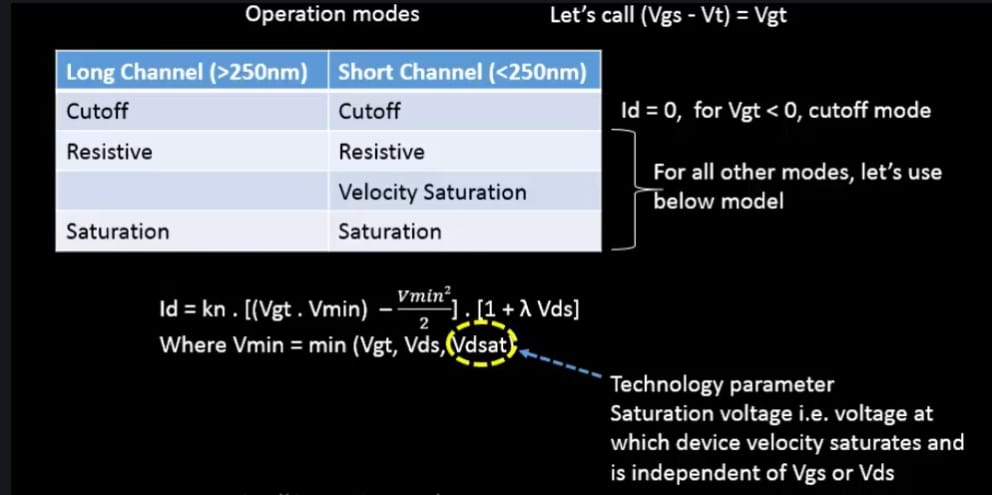 Operation modes
Let's call (Vgs - Vt) = Vgt
Long Channel (>250nm) Short Channel (<250nm)
Cutoff Cutoff
Resistive Resistive
Velocity Saturation
Saturation Saturation
Id = 0, for Vgt < 0, cutoff mode
For all other modes, let's use
below model
Id = kn . [(Vgt . Vmin) − Vmin²/2] . [1 + λ Vds]
Where Vmin = min (Vgt, Vds, Vdsat)
Technology parameter
Saturation voltage i.e. voltage at
which device velocity saturates and
is independent of Vgs or Vds